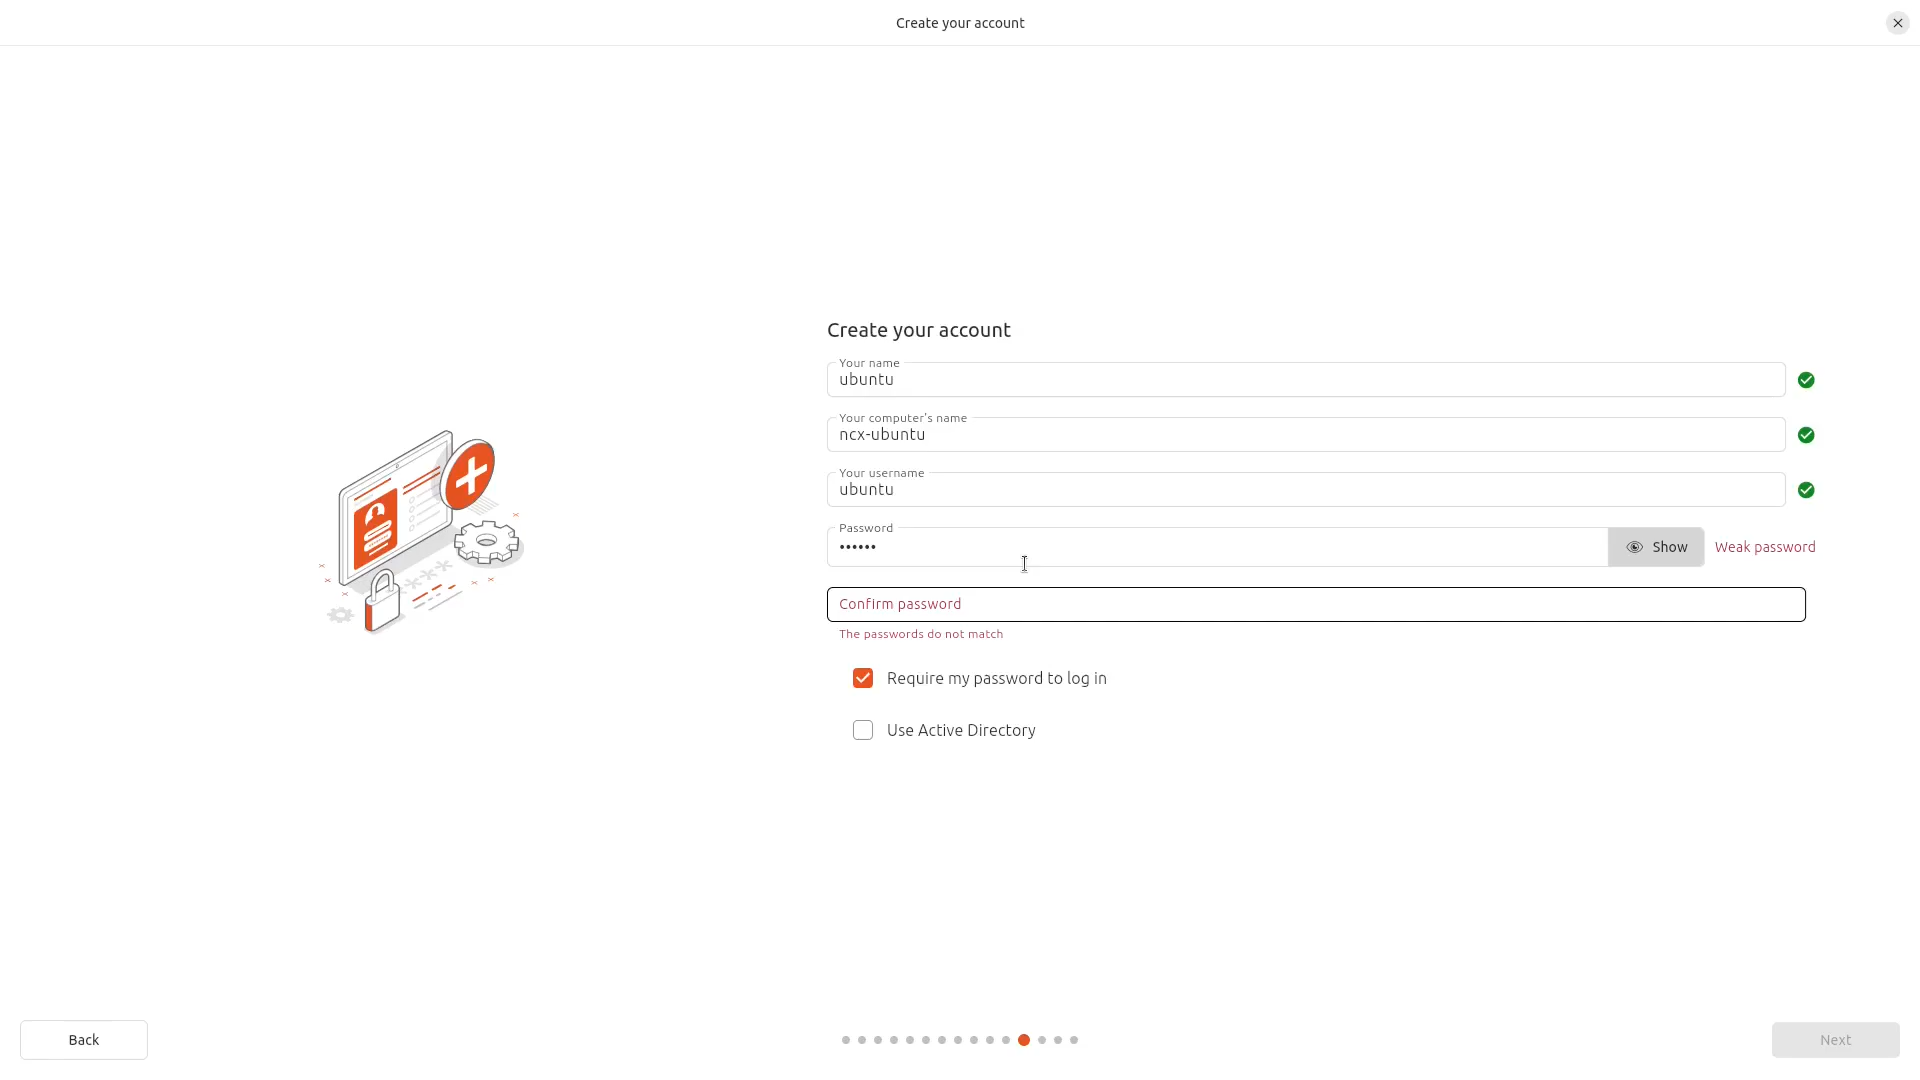 Create your account
Create your account
Your name
ubuntu
Your computer's name
ncx-ubuntu
Your username
ubuntu
Password
••••••
Show
Weak password
Confirm password
The passwords do not match
Require my password to log in
Use Active Directory
Back
Next